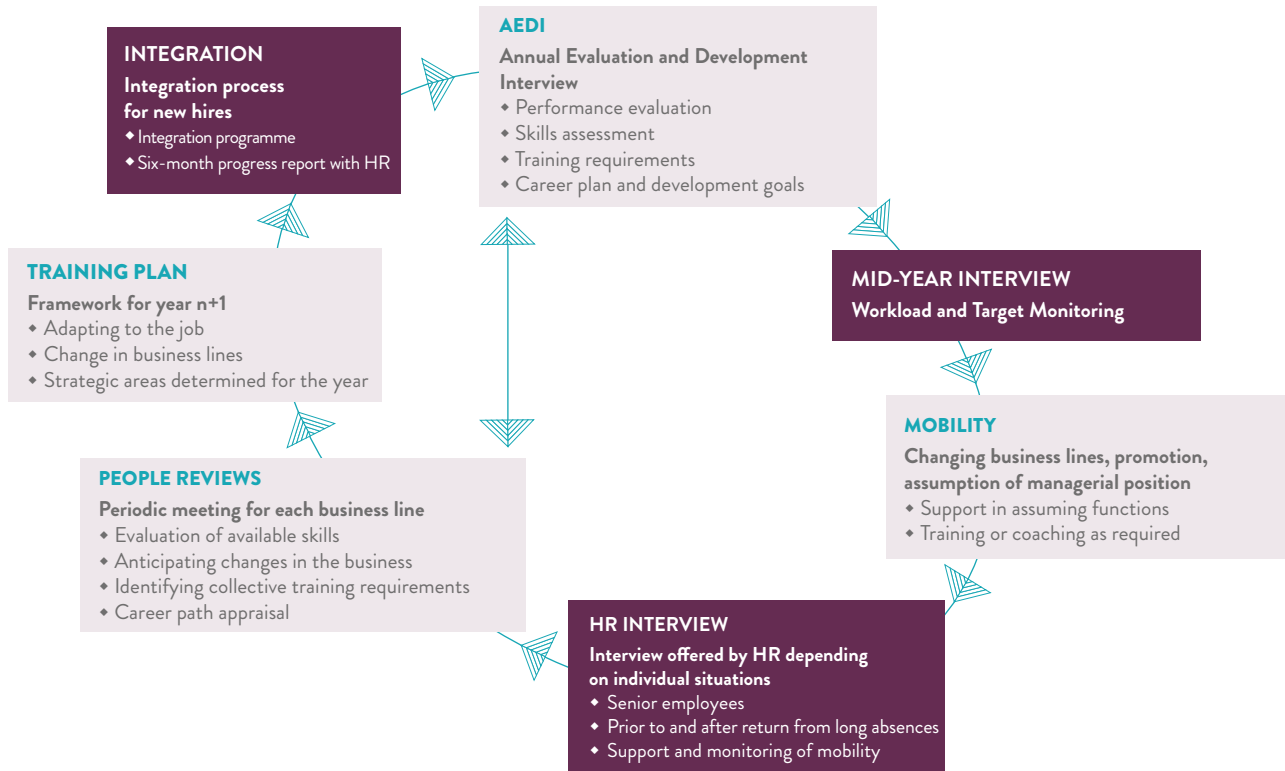 INTEGRATION
Integration process
for new hires
◆ Integration programme
◆ Six-month progress report with HR
AEDI
Annual Evaluation and Development
Interview
◆ Performance evaluation
◆ Skills assessment
◆ Training requirements
◆ Career plan and development goals
MID-YEAR INTERVIEW
Workload and Target Monitoring
MOBILITY
Changing business lines, promotion,
assumption of managerial position
◆ Support in assuming functions
◆ Training or coaching as required
HR INTERVIEW
Interview offered by HR depending
on individual situations
◆ Senior employees
◆ Prior to and after return from long absences
◆ Support and monitoring of mobility
PEOPLE REVIEWS
Periodic meeting for each business line
◆ Evaluation of available skills
◆ Anticipating changes in the business
◆ Identifying collective training requirements
◆ Career path appraisal
TRAINING PLAN
Framework for year n+1
◆ Adapting to the job
◆ Change in business lines
◆ Strategic areas determined for the year